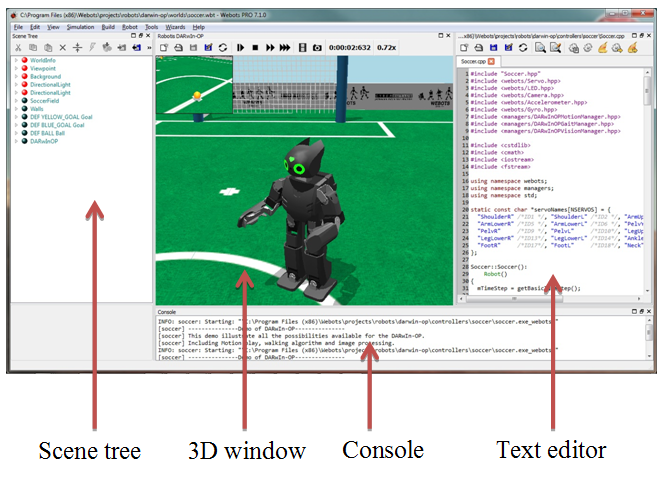 C:\Program Files (x86)\Webots\projects\robots\darwin-op\worlds\soccer.wbt - Webots PRO 7.1.0
File Edit View Simulation Build Robot Tools Wizards Help
Scene Tree
WorldInfo
Viewpoint
Background
DirectionalLight
DirectionalLight
SoccerField
Walls
DEF YELLOW_GOAL Goal
DEF BLUE_GOAL Goal
DEF BALL Ball
DARwInOP
Robotis DARwIn-OP
0:00:02:632 0.72x
WEBOTS
...x86)\Webots\projects\robots\darwin-op\controllers\soccer\Soccer.cpp
Soccer.cpp
1 #include "Soccer.hpp"
2 #include <webots/Servo.hpp>
3 #include <webots/LED.hpp>
4 #include <webots/Camera.hpp>
5 #include <webots/Accelerometer.hpp>
6 #include <webots/Gyro.hpp>
7 #include <managers/DARwInOPMotionManager.hpp>
8 #include <managers/DARwInOPGaitManager.hpp>
9 #include <managers/DARwInOPVisionManager.hpp>
10
11 #include <cstdlib>
12 #include <cmath>
13 #include <iostream>
14 #include <fstream>
15
16 using namespace webots;
17 using namespace managers;
18 using namespace std;
19
20 static const char *servoNames[NSERVOS] = {
21 "ShoulderR" /*ID1 */, "ShoulderL" /*ID2 */, "ArmUp
22 "ArmLowerR" /*ID5 */, "ArmLowerL" /*ID6 */, "PelvY
23 "PelvR" /*ID9 */, "PelvL" /*ID10*/, "LegUp
24 "LegLowerR" /*ID13*/, "LegLowerL" /*ID14*/, "Ankle
25 "FootR" /*ID17*/, "FootL" /*ID18*/, "Neck"
26 };
27
28 Soccer::Soccer():
29 Robot()
30 {
31 mTimeStep = getBasicTimeStep();
Console
INFO: soccer: Starting: "C:\Program Files (x86)\Webots\projects\robots\darwin-op\controllers\soccer\soccer.exe_webots"
[soccer] ---------------Demo of DARwIn-OP---------------
[soccer] This demo illustrate all the possibilities available for the DARwIn-OP.
[soccer] Including Motion play, walking algorithm and image processing.
INFO: soccer: Starting: "C:\Program Files (x86)\Webots\projects\robots\darwin-op\controllers\soccer\soccer.exe_webots"
[soccer] ---------------Demo of DARwIn-OP---------------
Scene tree 3D window Console Text editor